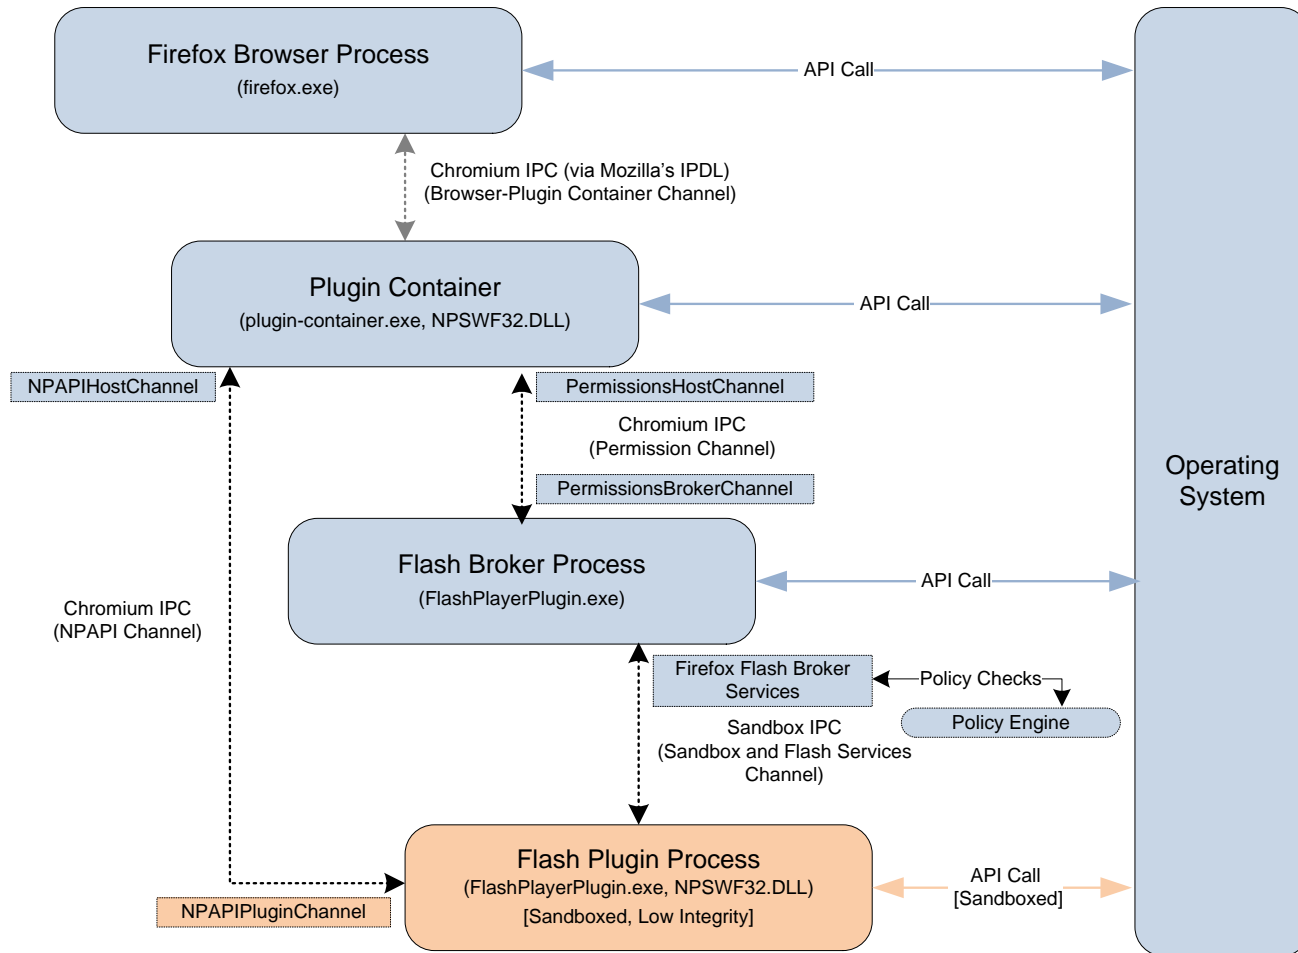 Firefox Browser Process
(firefox.exe)
API Call
Chromium IPC (via Mozilla's IPDL)
(Browser-Plugin Container Channel)
Plugin Container
(plugin-container.exe, NPSWF32.DLL)
API Call
NPAPIHostChannel
PermissionsHostChannel
Chromium IPC
(Permission Channel)
PermissionsBrokerChannel
Operating
System
Flash Broker Process
(FlashPlayerPlugin.exe)
API Call
Chromium IPC
(NPAPI Channel)
Firefox Flash Broker
Services
Policy Checks
Policy Engine
Sandbox IPC
(Sandbox and Flash Services
Channel)
Flash Plugin Process
(FlashPlayerPlugin.exe, NPSWF32.DLL)
[Sandboxed, Low Integrity]
API Call
[Sandboxed]
NPAPIPluginChannel